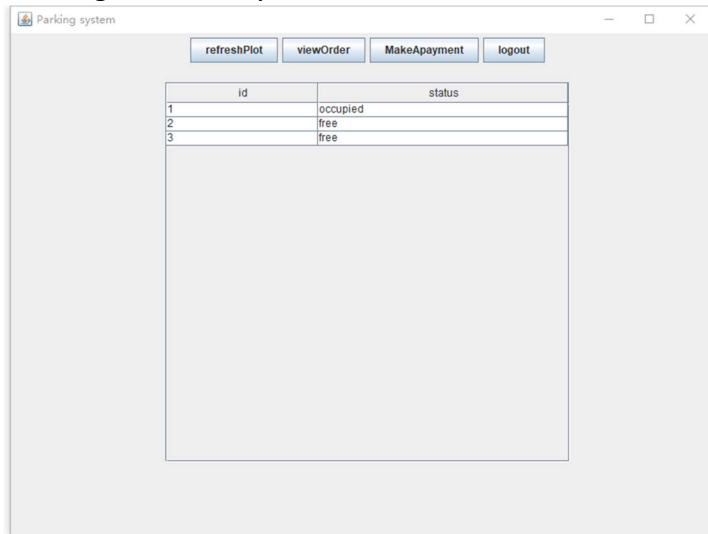 Parking system
refreshPlot viewOrder MakeApayment logout
id status
1 occupied
2 free
3 free